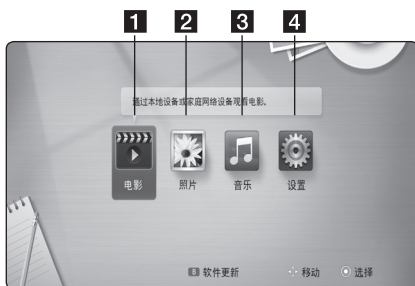 1 2 3 4
通过本地设备或家庭网络设备观看电影。
电影 照片 音乐 设置
8 软件更新 移动 选择